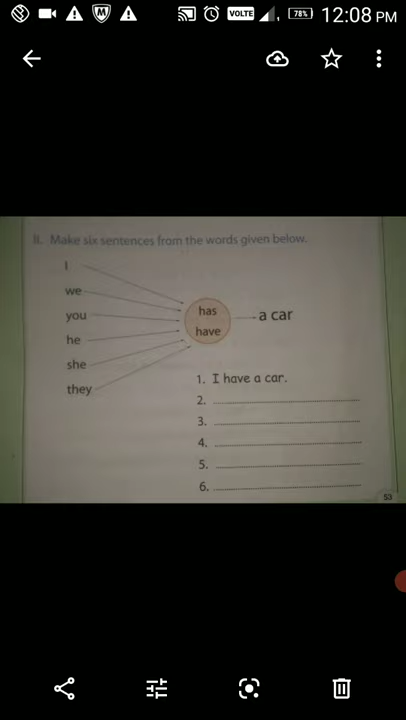 VOLTE 78% 12:08 PM
II. Make six sentences from the words given below.
I
we
you
he
she
they
has
have
a car
1. I have a car.
2.
3.
4.
5.
6.
53